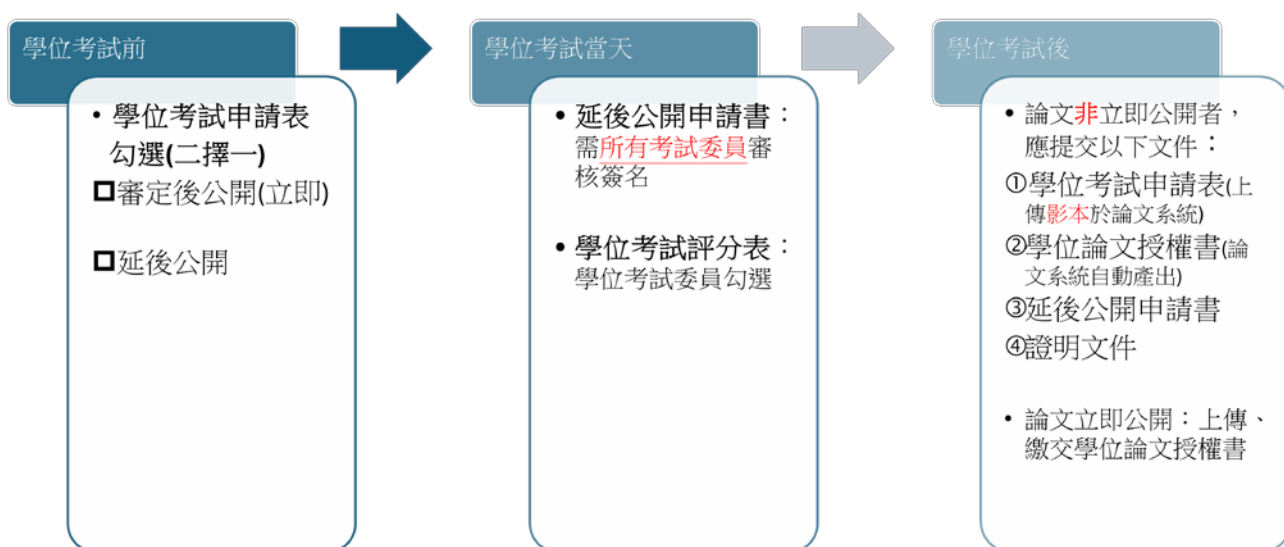 學位考試前
• 學位考試申請表
勾選(二擇一)
☐審定後公開(立即)
☐延後公開
學位考試當天
• 延後公開申請書：
需所有考試委員審
核簽名
• 學位考試評分表：
學位考試委員勾選
學位考試後
• 論文非立即公開者，
應提交以下文件：
①學位考試申請表(上
傳影本於論文系統)
②學位論文授權書(論
文系統自動產出)
③延後公開申請書
④證明文件
• 論文立即公開：上傳、
繳交學位論文授權書